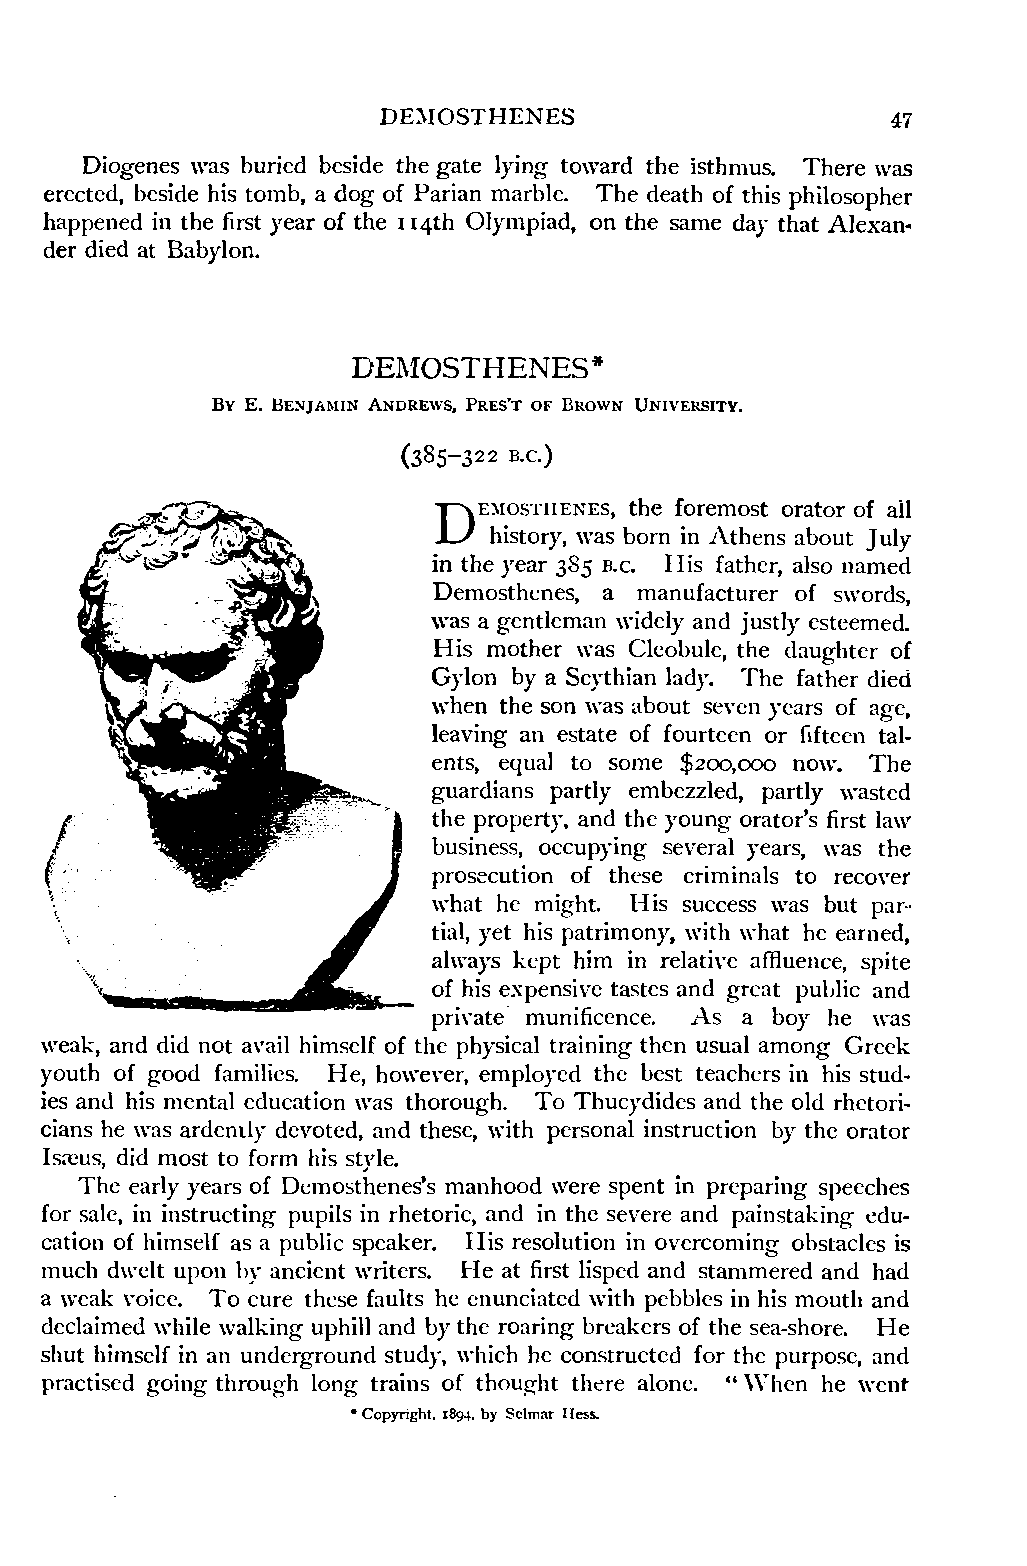 DEMOSTHENES 47
Diogenes was buried beside the gate lying toward the isthmus. There was
erected, beside his tomb, a dog of Parian marble. The death of this philosopher
happened in the first year of the 114th Olympiad, on the same day that Alexan-
der died at Babylon.
DEMOSTHENES*
BY E. BENJAMIN ANDREWS, PRES'T OF BROWN UNIVERSITY.
(385–322 B.C.)
DEMOSTHENES, the foremost orator of all
history, was born in Athens about July
in the year 385 B.C. His father, also named
Demosthenes, a manufacturer of swords,
was a gentleman widely and justly esteemed.
His mother was Cleobule, the daughter of
Gylon by a Scythian lady. The father died
when the son was about seven years of age,
leaving an estate of fourteen or fifteen tal-
ents, equal to some $200,000 now. The
guardians partly embezzled, partly wasted
the property, and the young orator's first law
business, occupying several years, was the
prosecution of these criminals to recover
what he might. His success was but par-
tial, yet his patrimony, with what he earned,
always kept him in relative affluence, spite
of his expensive tastes and great public and
private munificence. As a boy he was
weak, and did not avail himself of the physical training then usual among Greek
youth of good families. He, however, employed the best teachers in his stud-
ies and his mental education was thorough. To Thucydides and the old rhetori-
cians he was ardently devoted, and these, with personal instruction by the orator
Isæus, did most to form his style.
The early years of Demosthenes's manhood were spent in preparing speeches
for sale, in instructing pupils in rhetoric, and in the severe and painstaking edu-
cation of himself as a public speaker. His resolution in overcoming obstacles is
much dwelt upon by ancient writers. He at first lisped and stammered and had
a weak voice. To cure these faults he enunciated with pebbles in his mouth and
declaimed while walking uphill and by the roaring breakers of the sea-shore. He
shut himself in an underground study, which he constructed for the purpose, and
practised going through long trains of thought there alone. "When he went
* Copyright, 1894, by Selmar Hess.